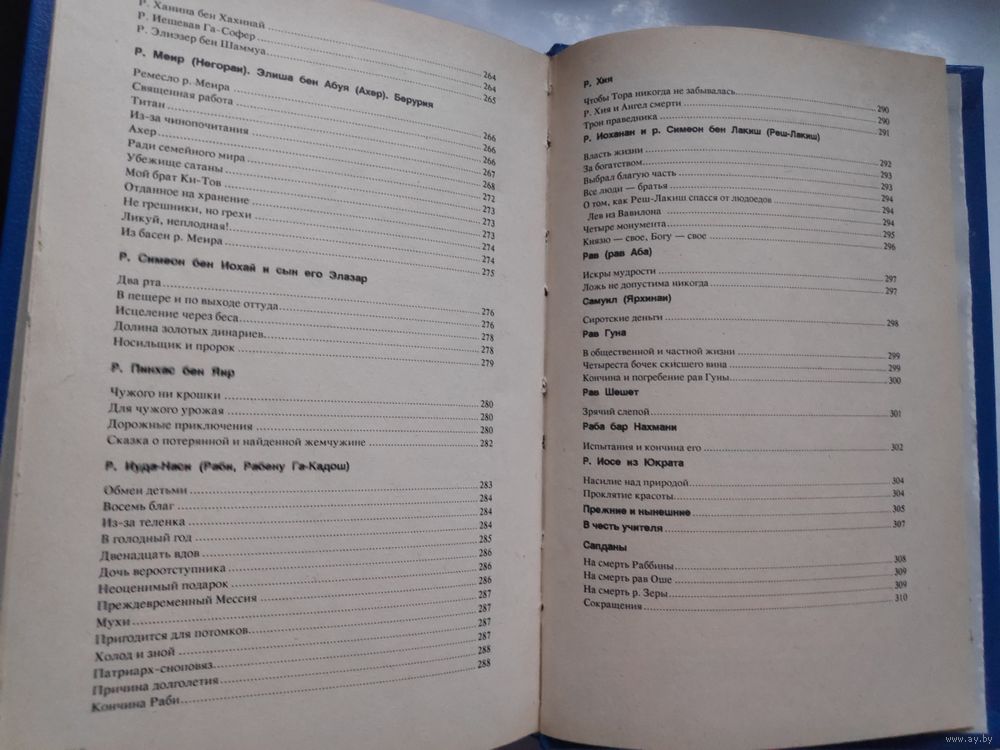 Р. Ханина бен Хахинай ..... 264
Р. Иешевав Га-Софер ..... 264
Р. Элиэзер бен Шаммуа ..... 265
Р. Меир (Негораи). Элиша бен Абуя (Ахер). Берурия
Ремесло р. Меира ..... 266
Священная работа ..... 266
Титан ..... 266
Из-за чинопочитания ..... 267
Ахер ..... 268
Ради семейного мира ..... 272
Убежище сатаны ..... 273
Мой брат Ки-Тов ..... 273
Отданное на хранение ..... 273
Не грешники, но грехи ..... 274
Ликуй, неплодная! ..... 274
Из басен р. Меира ..... 275
Р. Симеон бен Иохай и сын его Элазар
Два рта ..... 276
В пещере и по выходе оттуда ..... 276
Исцеление через беса ..... 278
Долина золотых динариев ..... 278
Носильщик и пророк ..... 279
Р. Пинхас бен Яир
Чужого ни крошки ..... 280
Для чужого урожая ..... 280
Дорожные приключения ..... 280
Сказка о потерянной и найденной жемчужине ..... 282
Р. Иуда-Наси (Раби, Рабену Га-Кадош)
Обмен детьми ..... 283
Восемь благ ..... 284
Из-за теленка ..... 284
В голодный год ..... 284
Двенадцать вдов ..... 285
Дочь вероотступника ..... 286
Неоценимый подарок ..... 286
Преждевременный Мессия ..... 286
Мухи ..... 287
Пригодится для потомков ..... 287
Холод и зной ..... 287
Патриарх-сноповяз ..... 288
Причина долголетия ..... 288
Кончина Раби
Р. Хия
Чтобы Тора никогда не забывалась ..... 290
Р. Хия и Ангел смерти ..... 290
Трон праведника ..... 291
Р. Иоханан и р. Симеон бен Лакиш (Реш-Лакиш)
Власть жизни ..... 292
За богатством ..... 293
Выбрал благую часть ..... 293
Все люди — братья ..... 294
О том, как Реш-Лакиш спасся от людоедов ..... 294
Лев из Вавилона ..... 294
Четыре монумента ..... 295
Князю — свое, Богу — свое ..... 296
Рав (рав Аба)
Искры мудрости ..... 297
Ложь не допустима никогда ..... 297
Самуил (Ярхинаи)
Сиротские деньги ..... 298
Рав Гуна
В общественной и частной жизни ..... 299
Четыреста бочек скисшего вина ..... 299
Кончина и погребение рав Гуны ..... 300
Рав Шешет
Зрячий слепой ..... 301
Раба бар Нахмани
Испытания и кончина его ..... 302
Р. Иосе из Юкрата
Насилие над природой ..... 304
Проклятие красоты ..... 304
Прежние и нынешние ..... 305
В честь учителя ..... 307
Сапданы
На смерть Раббины ..... 308
На смерть рав Оше ..... 309
На смерть р. Зеры ..... 309
Сокращения ..... 310
www.ay.by